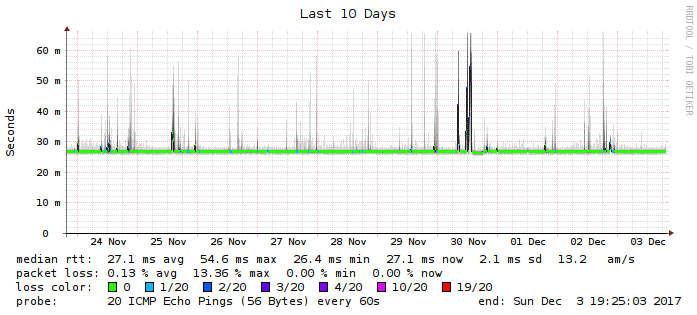 Last 10 Days
RRDTOOL / TOBI OETIKER
Seconds
60 m
50 m
40 m
30 m
20 m
10 m
0
24 Nov 25 Nov 26 Nov 27 Nov 28 Nov 29 Nov 30 Nov 01 Dec 02 Dec 03 Dec
median rtt: 27.1 ms avg 54.6 ms max 26.4 ms min 27.1 ms now 2.1 ms sd 13.2 am/s
packet loss: 0.13 % avg 13.36 % max 0.00 % min 0.00 % now
loss color: 0 1/20 2/20 3/20 4/20 10/20 19/20
probe: 20 ICMP Echo Pings (56 Bytes) every 60s end: Sun Dec 3 19:25:03 2017